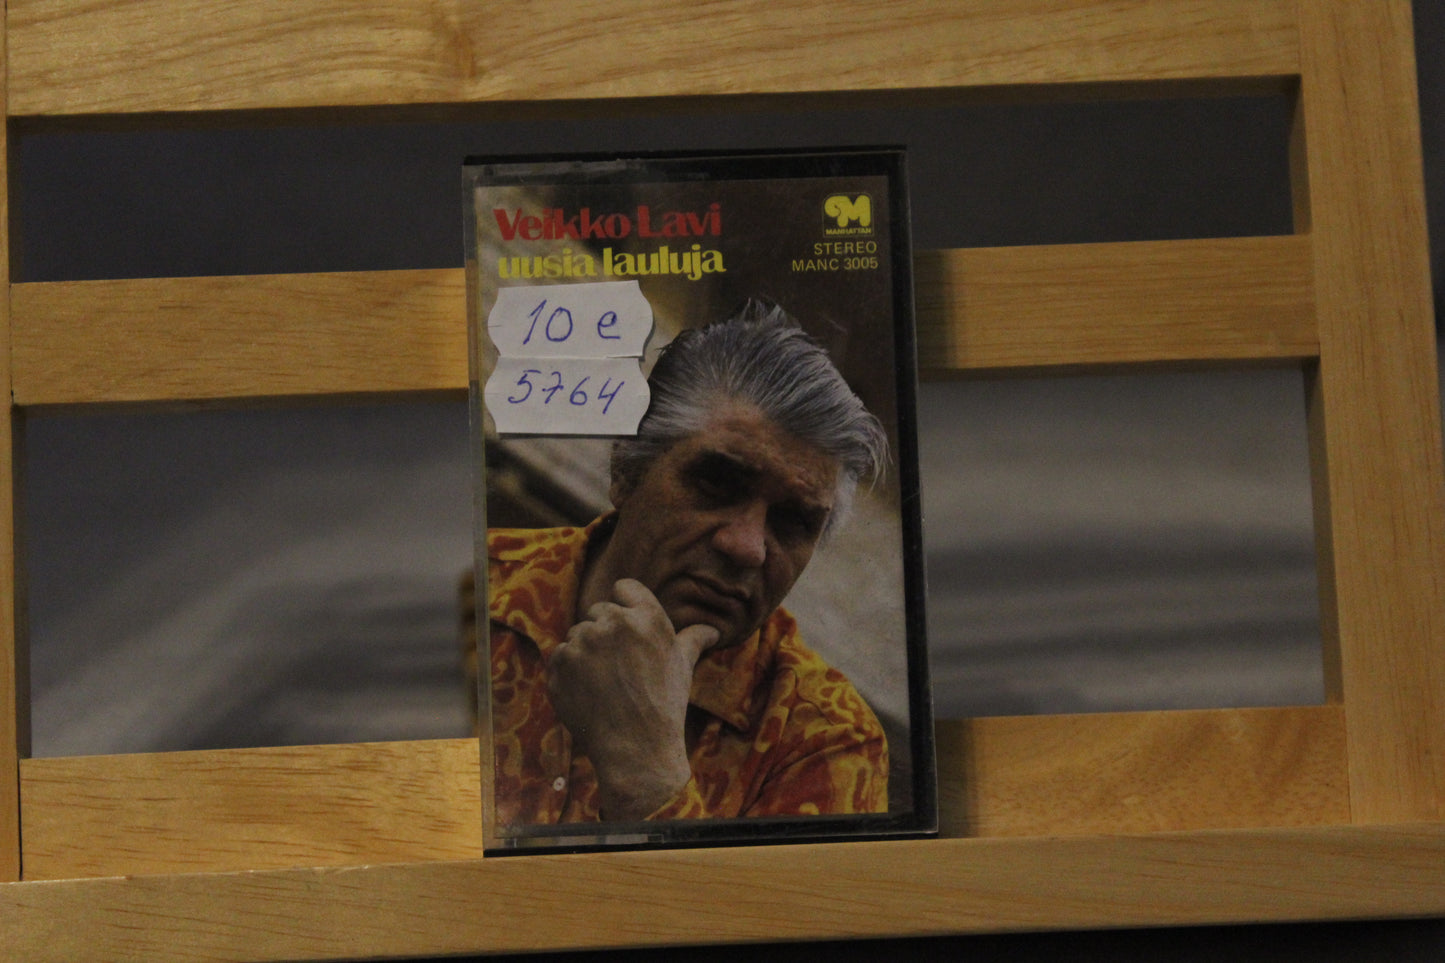 Veikko Lavi
uusia lauluja
M
MANHATTAN
STEREO
MANC 3005
10 e
5764